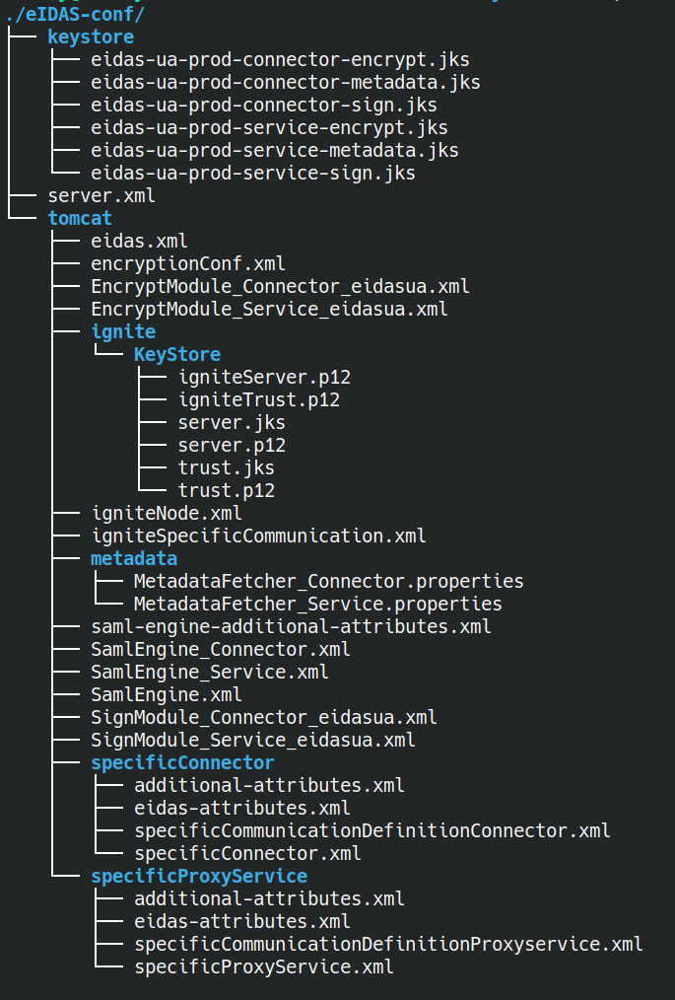 ./eIDAS-conf/
├── keystore
│   ├── eidas-ua-prod-connector-encrypt.jks
│   ├── eidas-ua-prod-connector-metadata.jks
│   ├── eidas-ua-prod-connector-sign.jks
│   ├── eidas-ua-prod-service-encrypt.jks
│   ├── eidas-ua-prod-service-metadata.jks
│   └── eidas-ua-prod-service-sign.jks
├── server.xml
└── tomcat
    ├── eidas.xml
    ├── encryptionConf.xml
    ├── EncryptModule_Connector_eidasua.xml
    ├── EncryptModule_Service_eidasua.xml
    ├── ignite
    │   └── KeyStore
    │       ├── igniteServer.p12
    │       ├── igniteTrust.p12
    │       ├── server.jks
    │       ├── server.p12
    │       ├── trust.jks
    │       └── trust.p12
    ├── igniteNode.xml
    ├── igniteSpecificCommunication.xml
    ├── metadata
    │   ├── MetadataFetcher_Connector.properties
    │   └── MetadataFetcher_Service.properties
    ├── saml-engine-additional-attributes.xml
    ├── SamlEngine_Connector.xml
    ├── SamlEngine_Service.xml
    ├── SamlEngine.xml
    ├── SignModule_Connector_eidasua.xml
    ├── SignModule_Service_eidasua.xml
    ├── specificConnector
    │   ├── additional-attributes.xml
    │   ├── eidas-attributes.xml
    │   ├── specificCommunicationDefinitionConnector.xml
    │   └── specificConnector.xml
    └── specificProxyService
        ├── additional-attributes.xml
        ├── eidas-attributes.xml
        ├── specificCommunicationDefinitionProxyservice.xml
        └── specificProxyService.xml